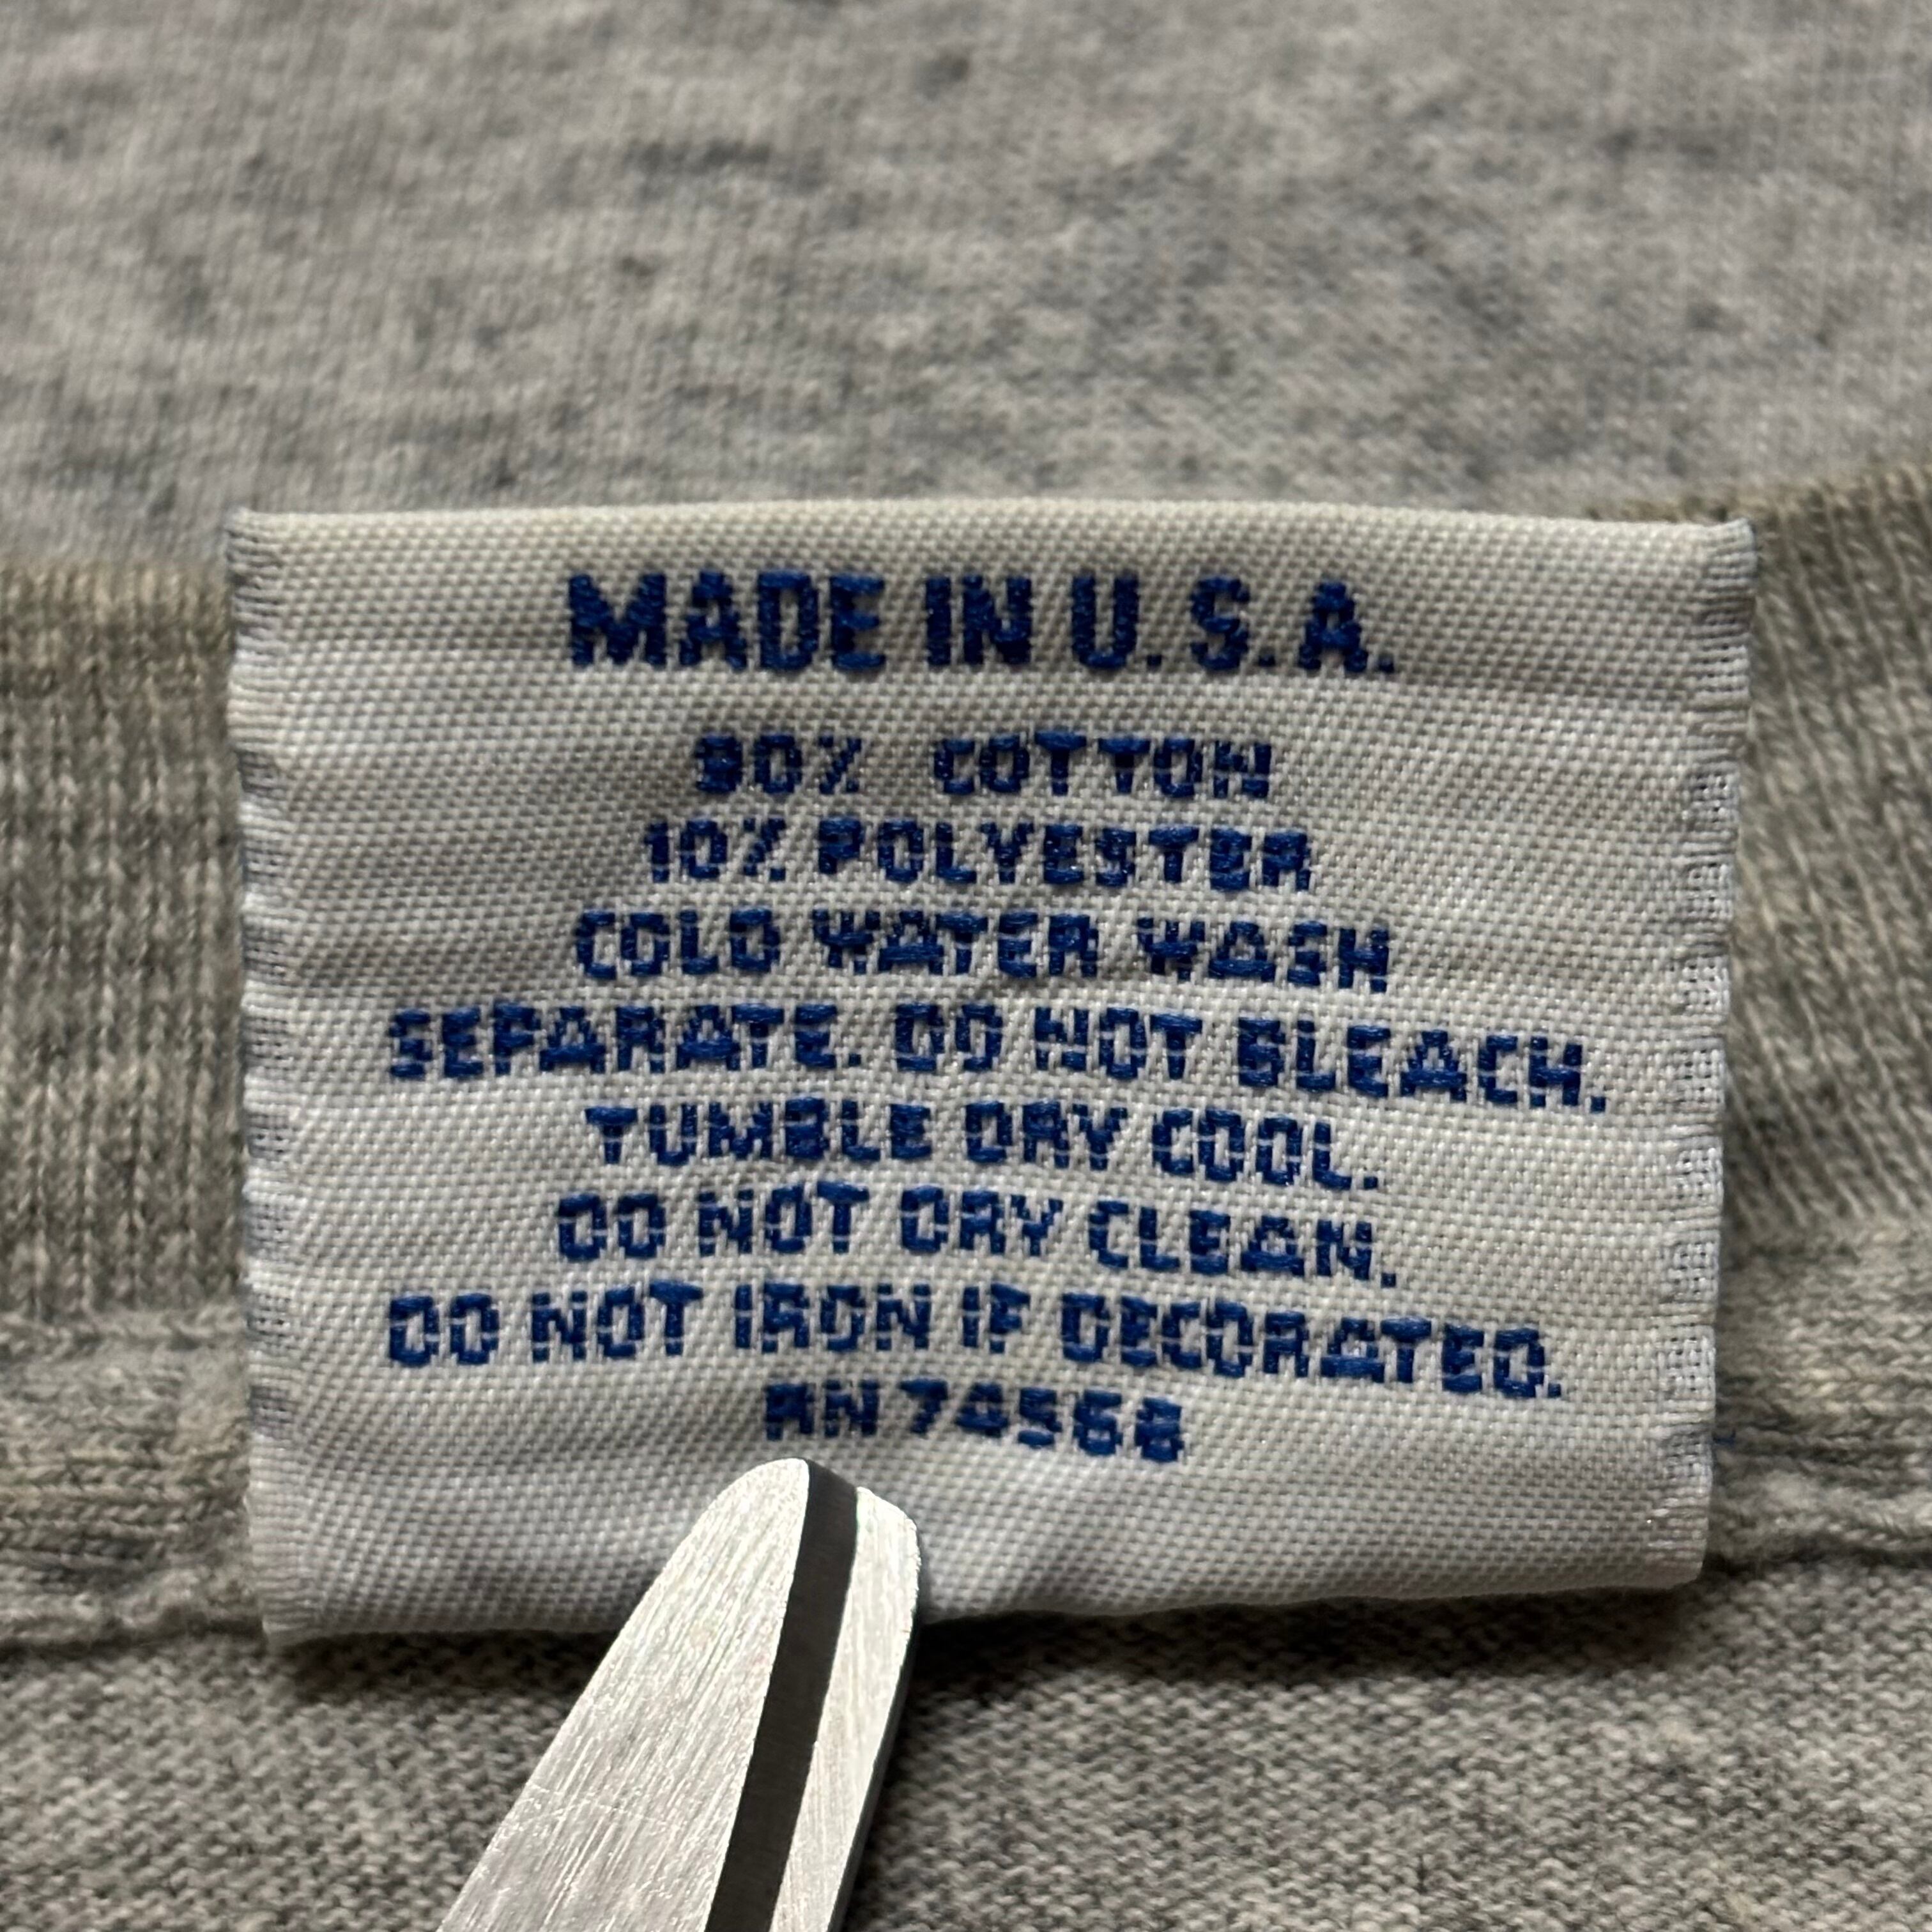 MADE IN U.S.A.
90% COTTON
10% POLYESTER
COLD WATER WASH
SEPARATE. DO NOT BLEACH.
TUMBLE DRY COOL.
DO NOT DRY CLEAN.
DO NOT IRON IF DECORATED.
RN 74568